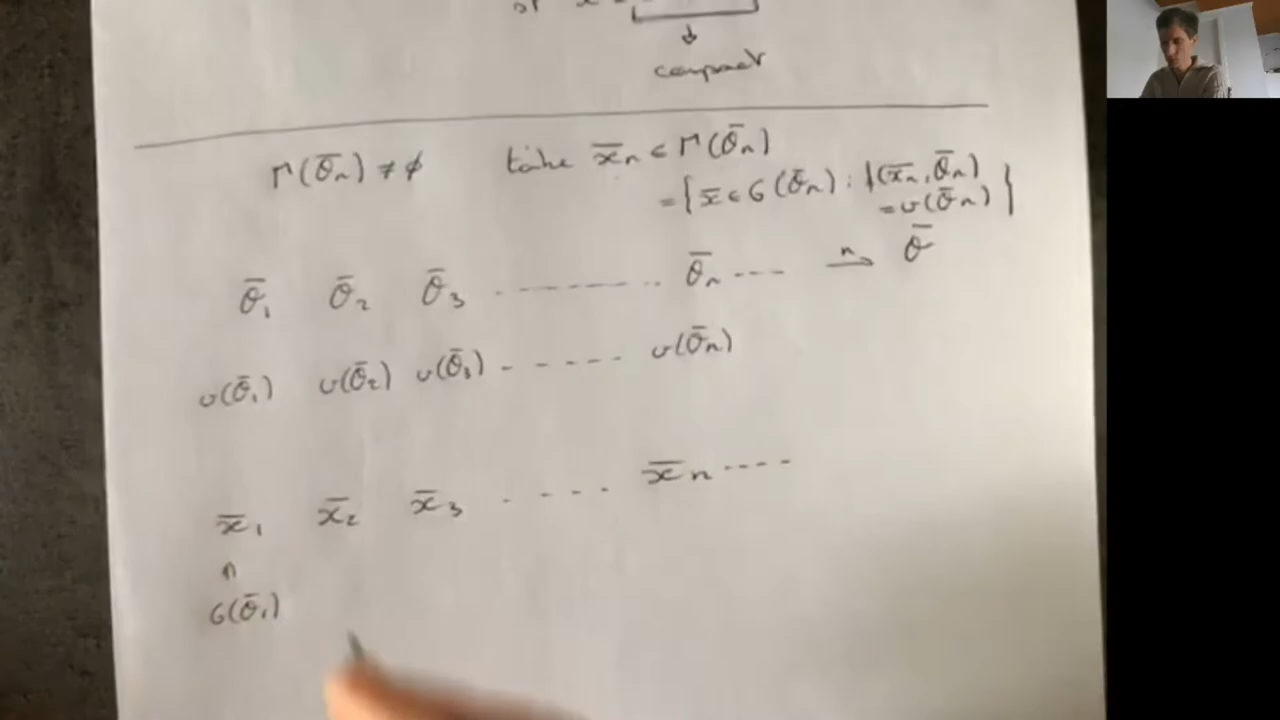 compact
Γ(θ̄ₙ) ≠ ∅ take x̄ₙ ∈ Γ(θ̄ₙ)
= { x̄ ∈ G(θ̄ₙ) : f(x̄ₙ, θ̄ₙ)
= v(θ̄ₙ) }
θ̄₁ θ̄₂ θ̄₃ ------- θ̄ₙ --- →ⁿ θ̄
v(θ̄₁) v(θ̄₂) v(θ̄₃) ------ v(θ̄ₙ)
x̄₁ x̄₂ x̄₃ ---- x̄ₙ ----
∩
G(θ̄₁)